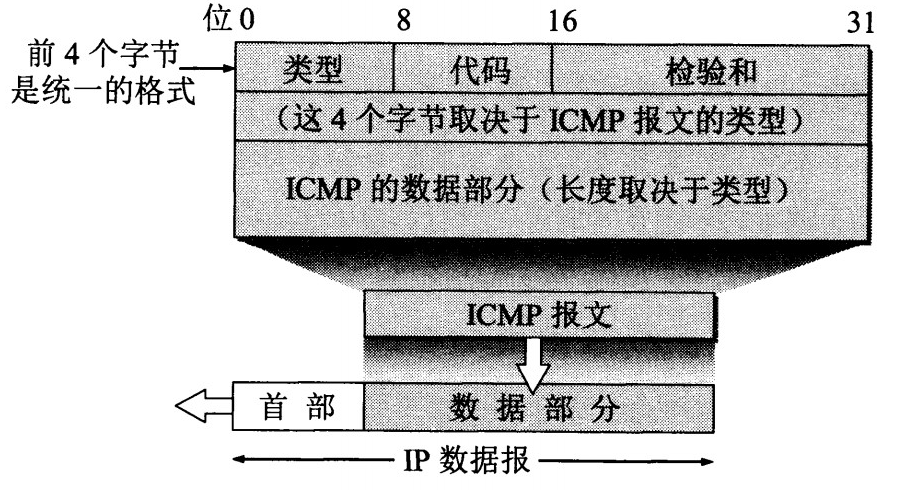 位 0 8 16 31
前 4 个字节
是统一的格式
类型 代码 检验和
(这 4 个字节取决于 ICMP 报文的类型)
ICMP 的数据部分(长度取决于类型)
ICMP 报文
首 部 数 据 部 分
IP 数据报